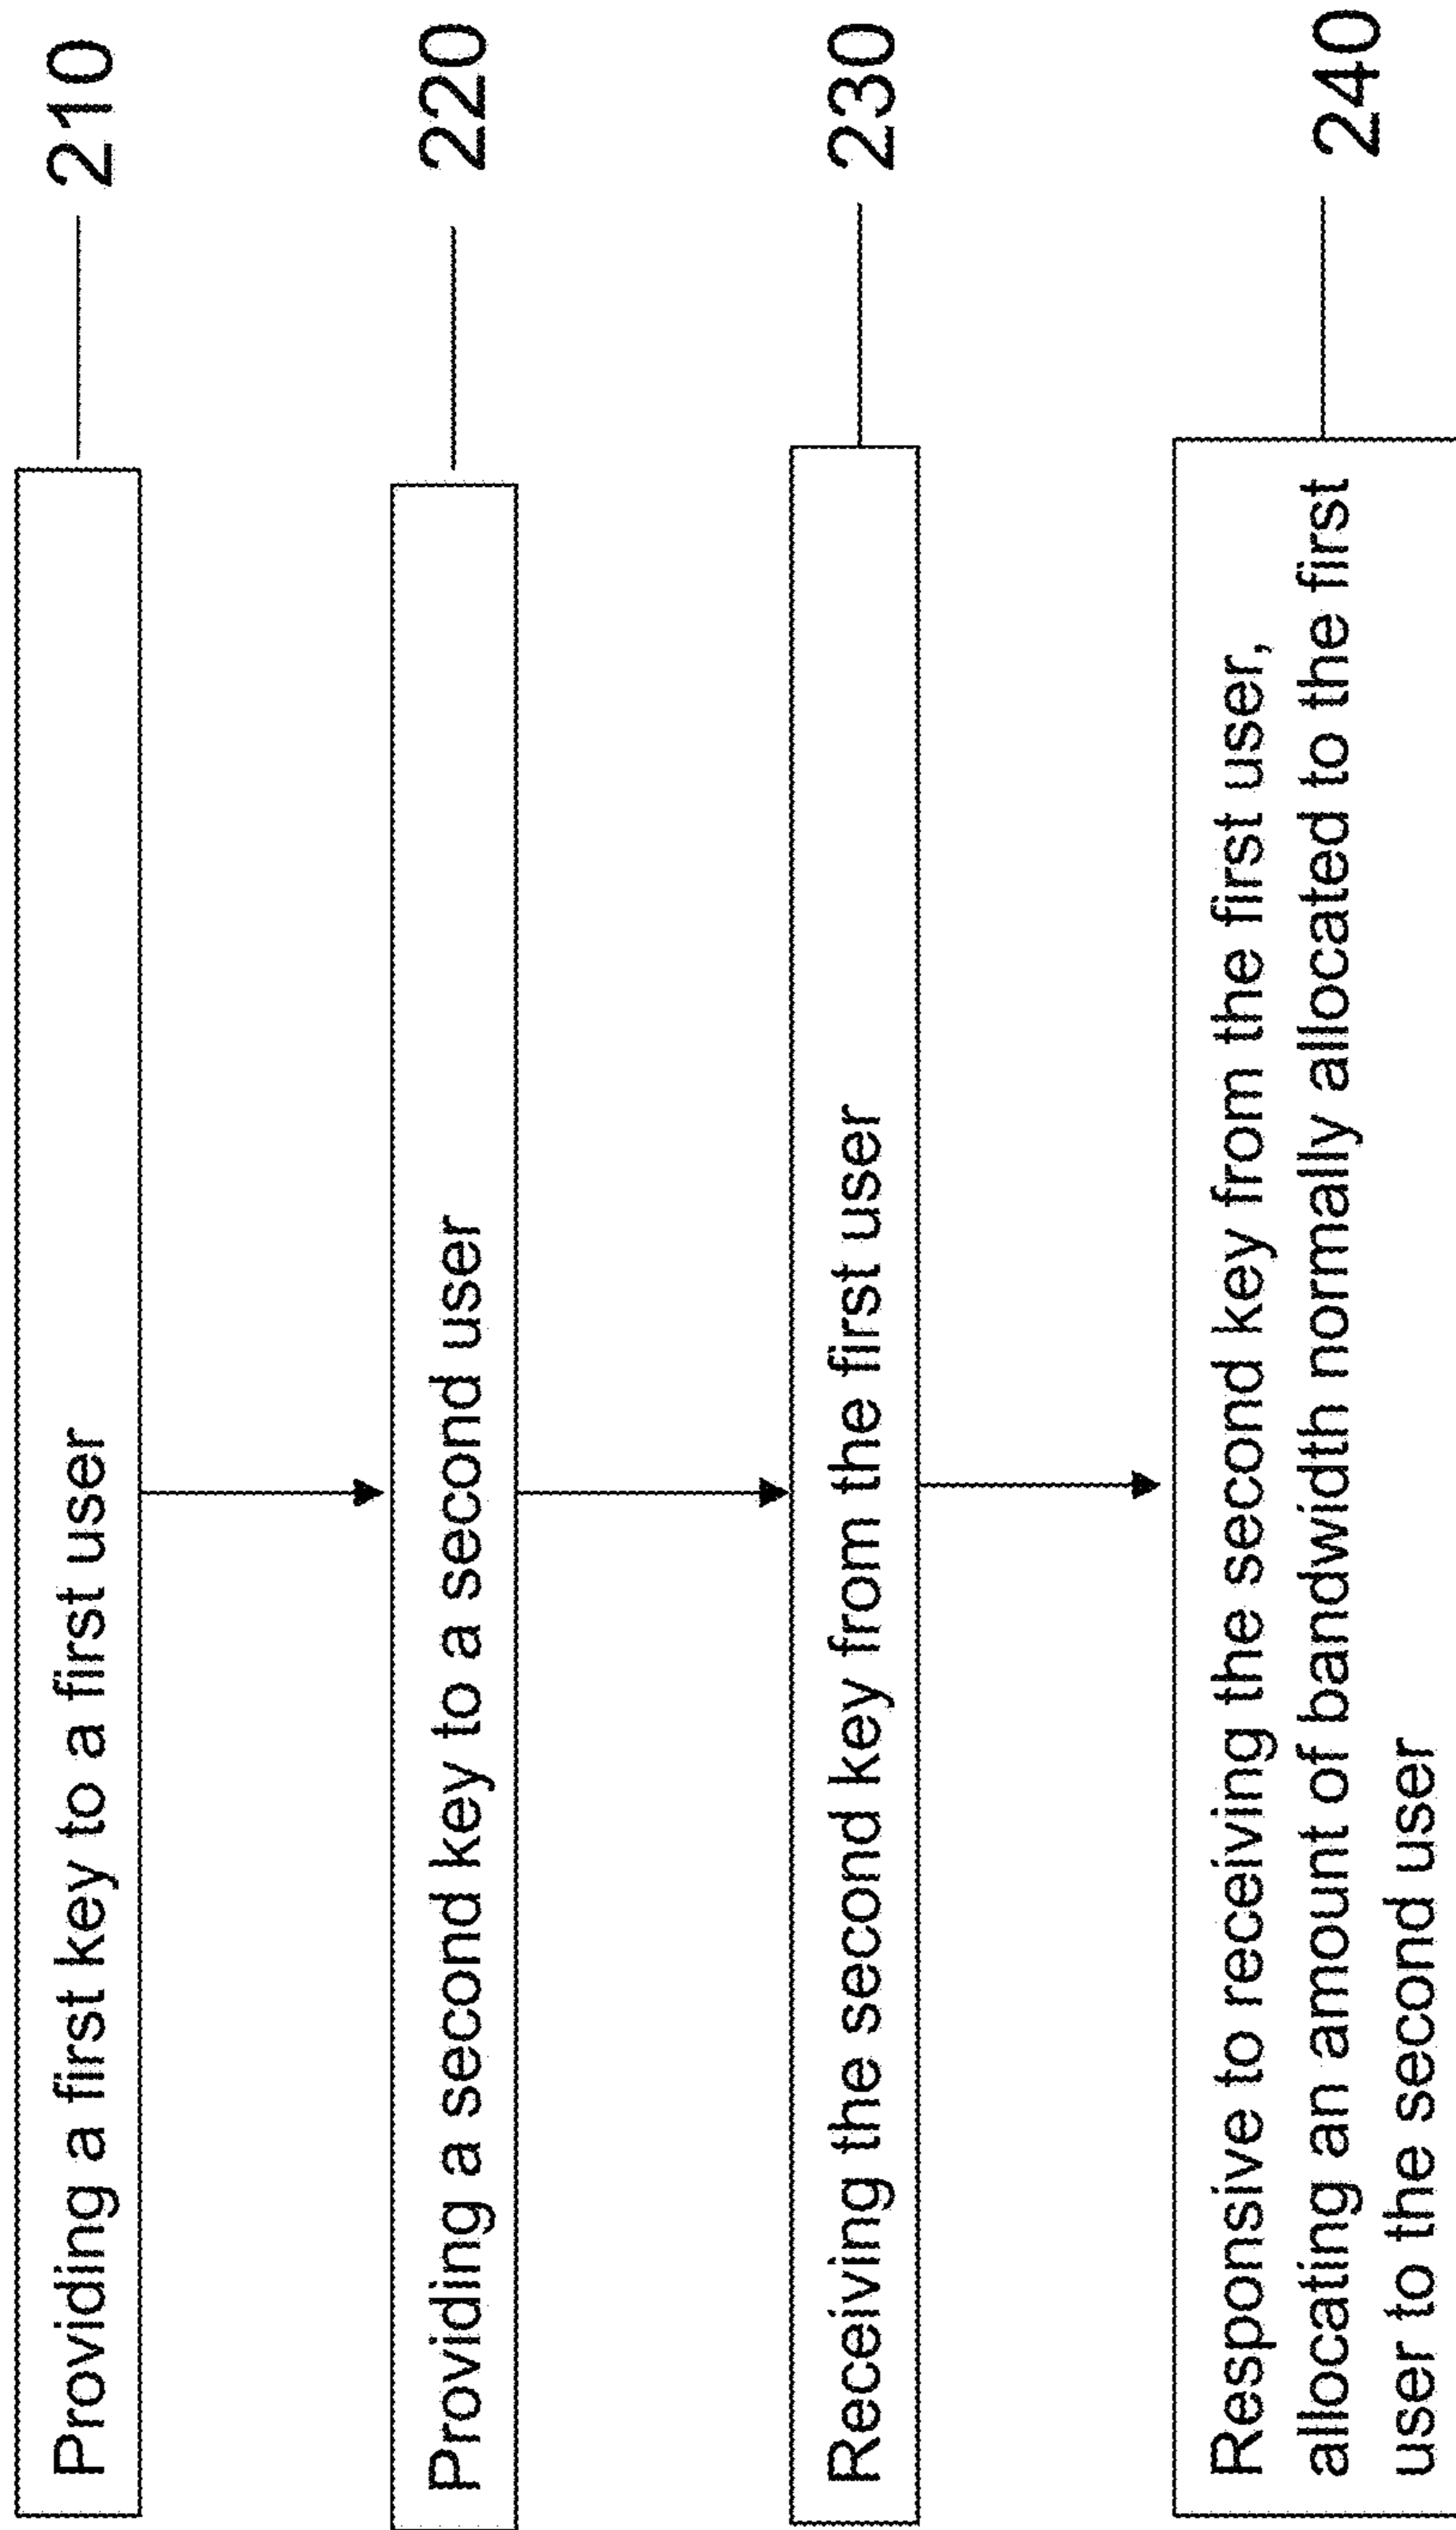 Providing a first key to a first user
210
Providing a second key to a second user
220
Receiving the second key from the first user
230
Responsive to receiving the second key from the first user,
allocating an amount of bandwidth normally allocated to the first
user to the second user
240